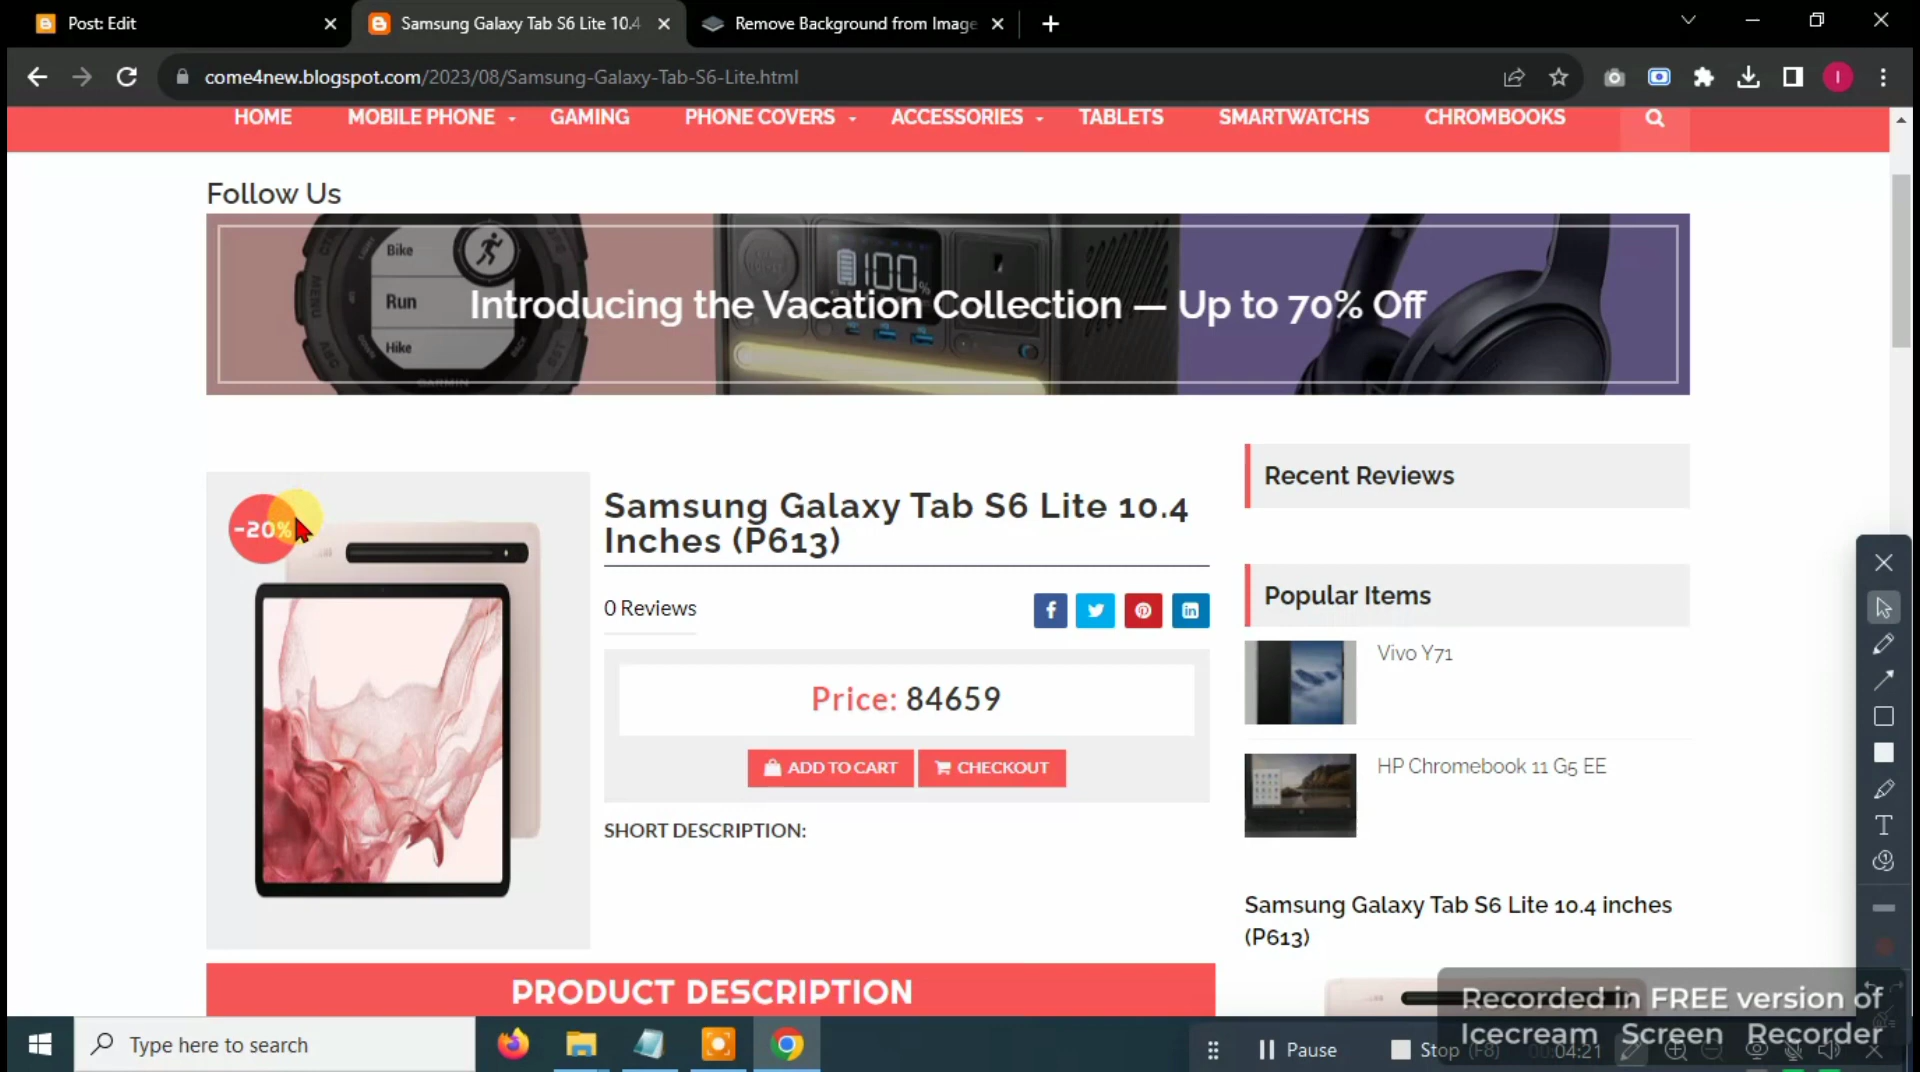 Post: Edit
Samsung Galaxy Tab S6 Lite 10.4
Remove Background from Image
come4new.blogspot.com/2023/08/Samsung-Galaxy-Tab-S6-Lite.html
I
HOME MOBILE PHONE GAMING PHONE COVERS ACCESSORIES TABLETS SMARTWATCHS CHROMBOOKS
Follow Us
MENU
Bike
Run
Hike
GARMIN
100%
Introducing the Vacation Collection — Up to 70% Off
-20%
Samsung Galaxy Tab S6 Lite 10.4
Inches (P613)
0 Reviews
Price: 84659
ADD TO CART CHECKOUT
SHORT DESCRIPTION:
PRODUCT DESCRIPTION
Recent Reviews
Popular Items
Vivo Y71
HP Chromebook 11 G5 EE
Samsung Galaxy Tab S6 Lite 10.4 inches
(P613)
T
Recorded in FREE version of
Icecream Screen Recorder
Type here to search
Pause
Stop (F8)
00:04:21